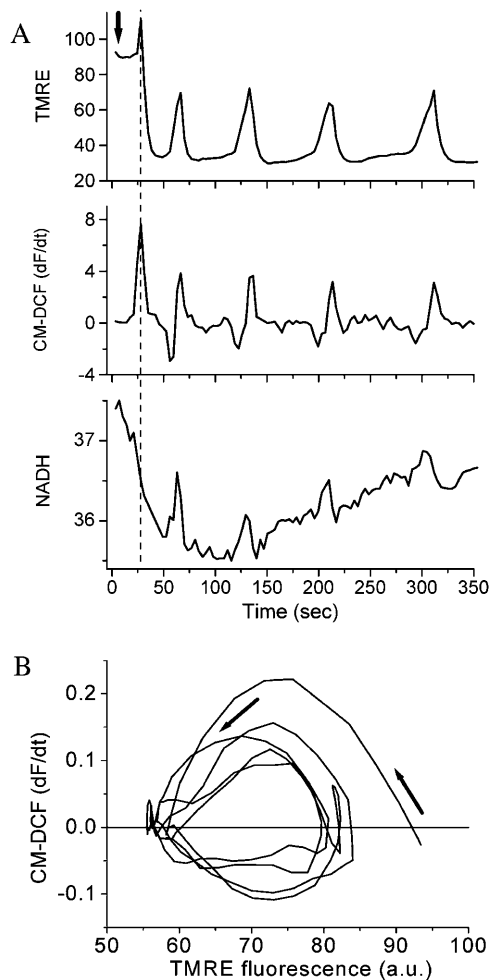 A
TMRE
100
80
60
40
20
CM-DCF (dF/dt)
8
4
0
-4
NADH
37
36
0 50 100 150 200 250 300 350
Time (sec)
B
CM-DCF (dF/dt)
0.2
0.1
0.0
-0.1
50 60 70 80 90 100
TMRE fluorescence (a.u.)